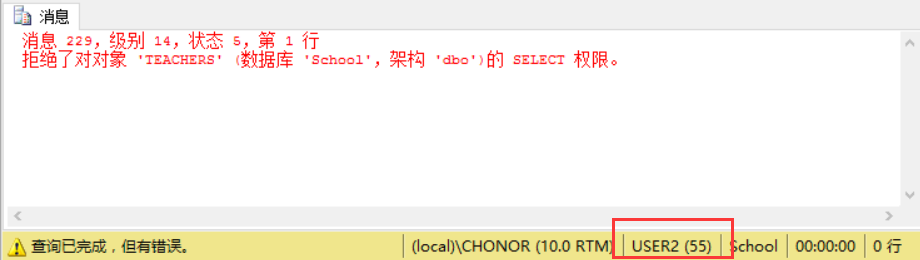 消息
消息 229，级别 14，状态 5，第 1 行
拒绝了对对象 'TEACHERS' (数据库 'School'，架构 'dbo')的 SELECT 权限。
查询已完成，但有错误。 (local)\CHONOR (10.0 RTM) USER2 (55) School 00:00:00 0 行